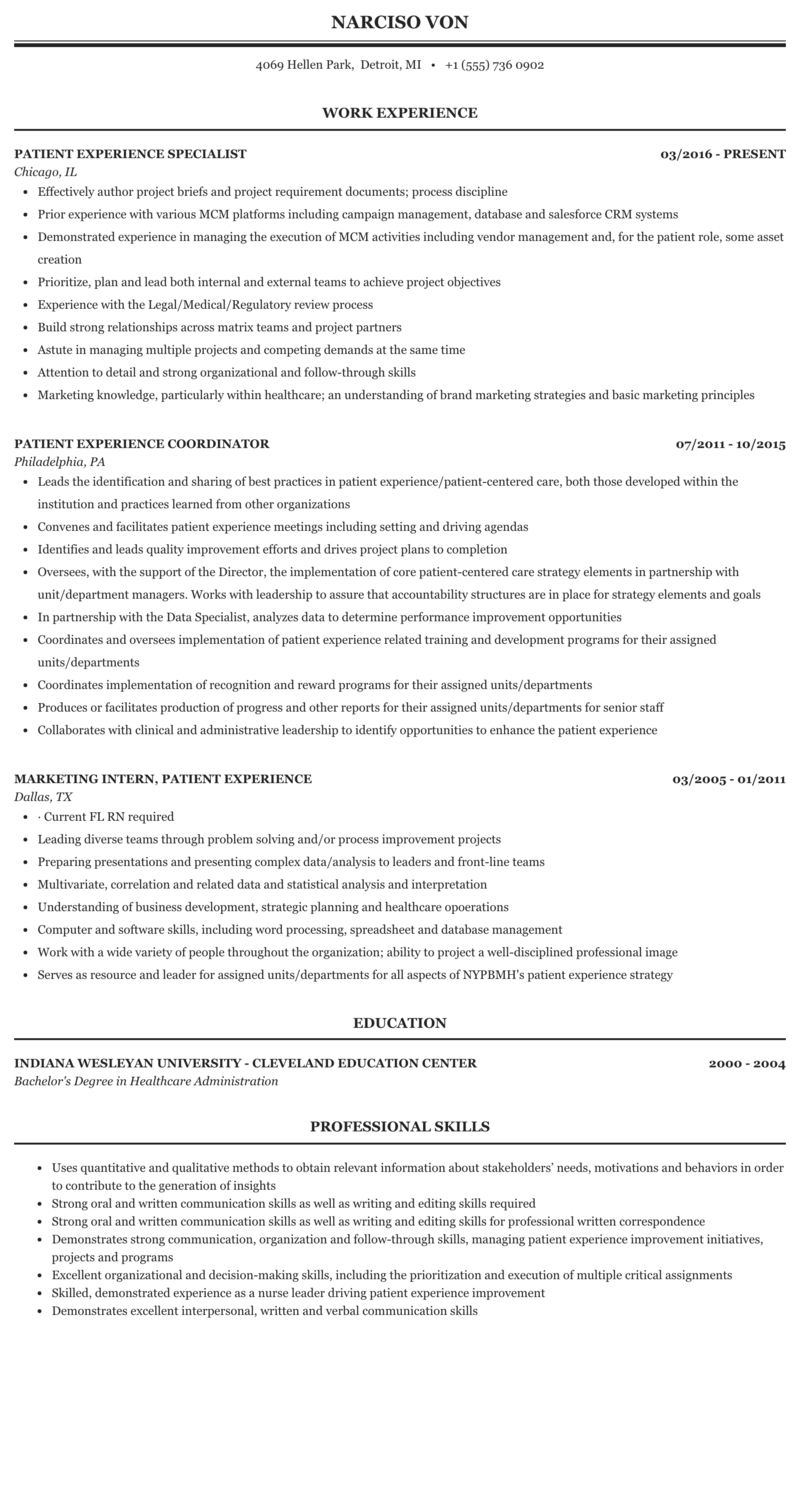 NARCISO VON
4069 Hellen Park,  Detroit, MI  •  +1 (555) 736 0902
WORK EXPERIENCE
PATIENT EXPERIENCE SPECIALIST 03/2016 - PRESENT
Chicago, IL
• Effectively author project briefs and project requirement documents; process discipline
• Prior experience with various MCM platforms including campaign management, database and salesforce CRM systems
• Demonstrated experience in managing the execution of MCM activities including vendor management and, for the patient role, some asset
creation
• Prioritize, plan and lead both internal and external teams to achieve project objectives
• Experience with the Legal/Medical/Regulatory review process
• Build strong relationships across matrix teams and project partners
• Astute in managing multiple projects and competing demands at the same time
• Attention to detail and strong organizational and follow-through skills
• Marketing knowledge, particularly within healthcare; an understanding of brand marketing strategies and basic marketing principles
PATIENT EXPERIENCE COORDINATOR 07/2011 - 10/2015
Philadelphia, PA
• Leads the identification and sharing of best practices in patient experience/patient-centered care, both those developed within the
institution and practices learned from other organizations
• Convenes and facilitates patient experience meetings including setting and driving agendas
• Identifies and leads quality improvement efforts and drives project plans to completion
• Oversees, with the support of the Director, the implementation of core patient-centered care strategy elements in partnership with
unit/department managers. Works with leadership to assure that accountability structures are in place for strategy elements and goals
• In partnership with the Data Specialist, analyzes data to determine performance improvement opportunities
• Coordinates and oversees implementation of patient experience related training and development programs for their assigned
units/departments
• Coordinates implementation of recognition and reward programs for their assigned units/departments
• Produces or facilitates production of progress and other reports for their assigned units/departments for senior staff
• Collaborates with clinical and administrative leadership to identify opportunities to enhance the patient experience
MARKETING INTERN, PATIENT EXPERIENCE 03/2005 - 01/2011
Dallas, TX
• · Current FL RN required
• Leading diverse teams through problem solving and/or process improvement projects
• Preparing presentations and presenting complex data/analysis to leaders and front-line teams
• Multivariate, correlation and related data and statistical analysis and interpretation
• Understanding of business development, strategic planning and healthcare opoerations
• Computer and software skills, including word processing, spreadsheet and database management
• Work with a wide variety of people throughout the organization; ability to project a well-disciplined professional image
• Serves as resource and leader for assigned units/departments for all aspects of NYPBMH's patient experience strategy
EDUCATION
INDIANA WESLEYAN UNIVERSITY - CLEVELAND EDUCATION CENTER 2000 - 2004
Bachelor's Degree in Healthcare Administration
PROFESSIONAL SKILLS
• Uses quantitative and qualitative methods to obtain relevant information about stakeholders' needs, motivations and behaviors in order
to contribute to the generation of insights
• Strong oral and written communication skills as well as writing and editing skills required
• Strong oral and written communication skills as well as writing and editing skills for professional written correspondence
• Demonstrates strong communication, organization and follow-through skills, managing patient experience improvement initiatives,
projects and programs
• Excellent organizational and decision-making skills, including the prioritization and execution of multiple critical assignments
• Skilled, demonstrated experience as a nurse leader driving patient experience improvement
• Demonstrates excellent interpersonal, written and verbal communication skills